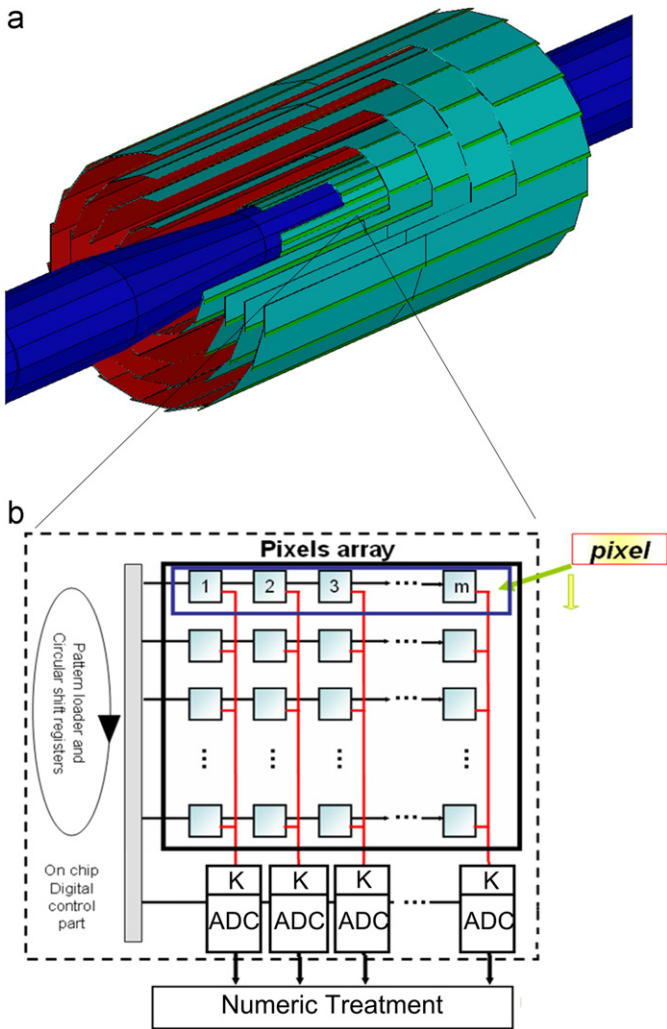 a
b
Pixels array
pixel
1 2 3 m
Pattern loader and
Circular shift registers
On chip
Digital
control
part
K K K K
ADC ADC ADC ADC
Numeric Treatment